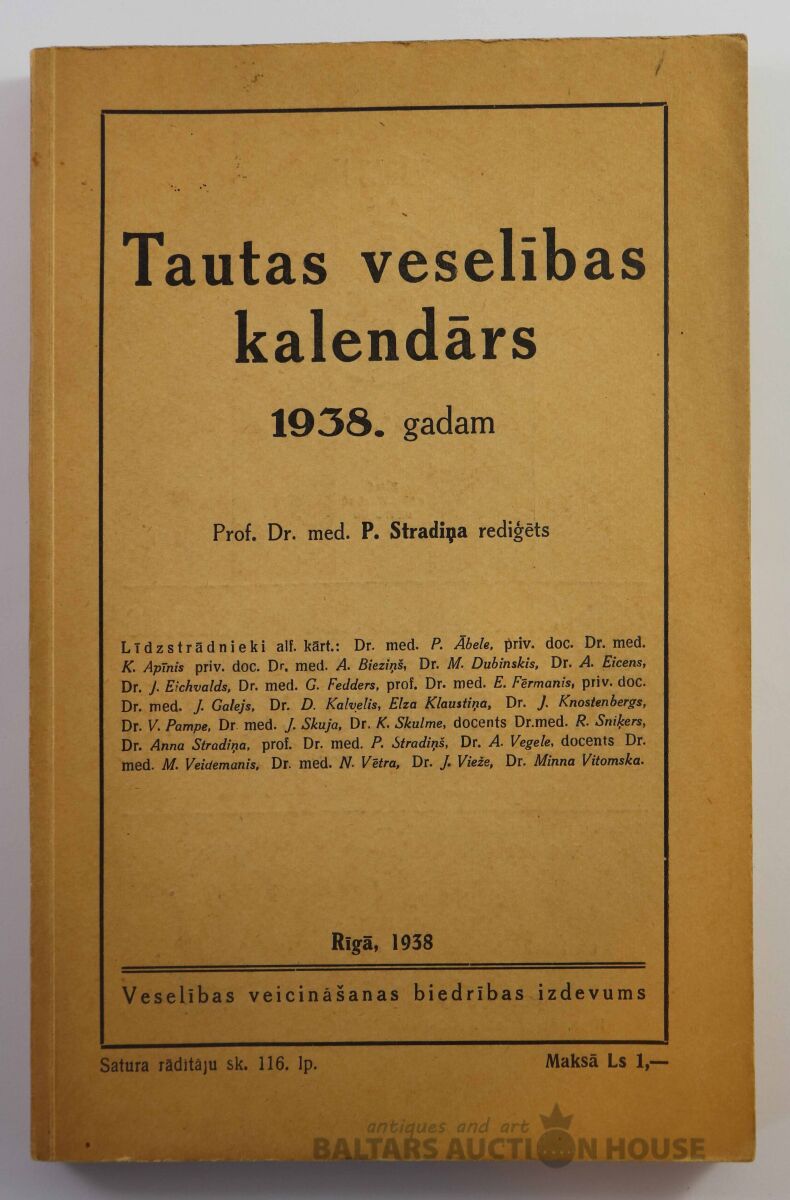 Tautas veselības
kalendārs
1938. gadam
Prof. Dr. med. P. Stradiņa rediģēts
Līdzstrādnieki alf. kārt.: Dr. med. P. Ābele, priv. doc. Dr. med.
K. Apīnis priv. doc. Dr. med. A. Bieziņš, Dr. M. Dubinskis, Dr. A. Eicens,
Dr. J. Eichvalds, Dr. med. G. Fedders, prof. Dr. med. E. Fērmanis, priv. doc.
Dr. med. J. Galejs, Dr. D. Kalvelis, Elza Klaustiņa, Dr. J. Knostenbergs,
Dr. V. Pampe, Dr med. J. Skuja, Dr. K. Skulme, docents Dr.med. R. Sniķers,
Dr. Anna Stradiņa, prof. Dr. med. P. Stradiņš, Dr. A. Vegele, docents Dr.
med. M. Veidemanis, Dr. med. N. Vētra, Dr. J. Vieže, Dr. Minna Vitomska.
Rīgā, 1938
Veselības veicināšanas biedrības izdevums
Satura rādītāju sk. 116. lp.
Maksā Ls 1,—
antiques and art
BALTARS AUCTION HOUSE